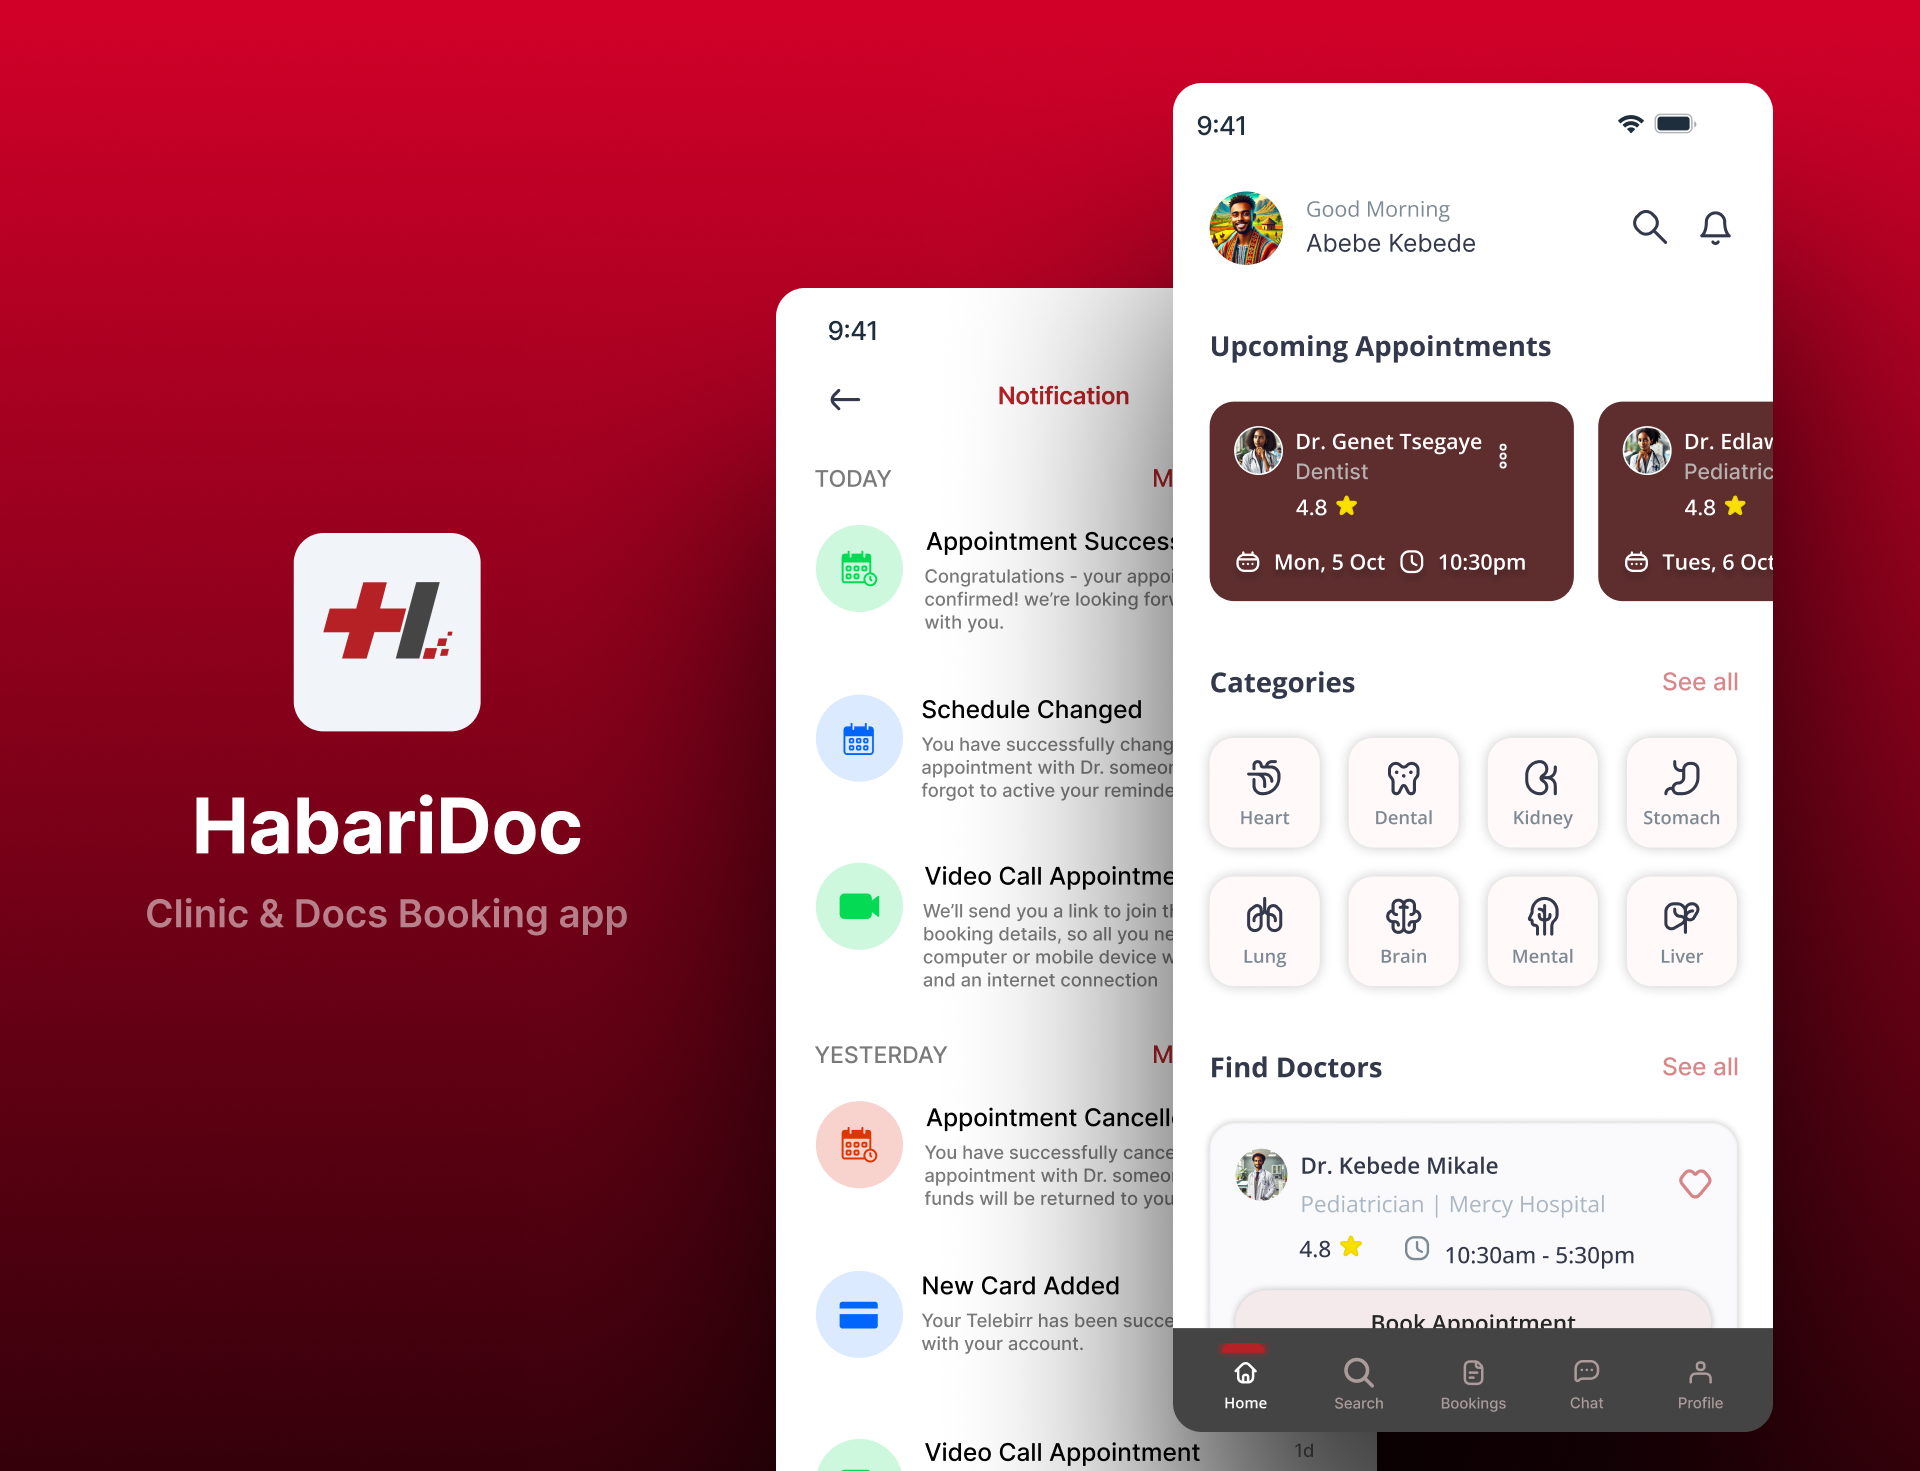 HabariDoc
Clinic & Docs Booking app
9:41
Notification
TODAY
M
Appointment Success
Congratulations - your appoi
confirmed! we're looking forw
with you.
Schedule Changed
You have successfully chang
appointment with Dr. someo
forgot to active your reminde
Video Call Appointme
We'll send you a link to join th
booking details, so all you ne
computer or mobile device w
and an internet connection
YESTERDAY
M
Appointment Cancell
You have successfully cance
appointment with Dr. someo
funds will be returned to you
New Card Added
Your Telebirr has been succe
with your account.
Video Call Appointment
1d
9:41
Good Morning
Abebe Kebede
Upcoming Appointments
Dr. Genet Tsegaye
Dentist
4.8
Mon, 5 Oct 10:30pm
Dr. Edlaw
Pediatric
4.8
Tues, 6 Oct
Categories See all
Heart Dental Kidney Stomach
Lung Brain Mental Liver
Find Doctors See all
Dr. Kebede Mikale
Pediatrician | Mercy Hospital
4.8 10:30am - 5:30pm
Book Appointment
Home Search Bookings Chat Profile